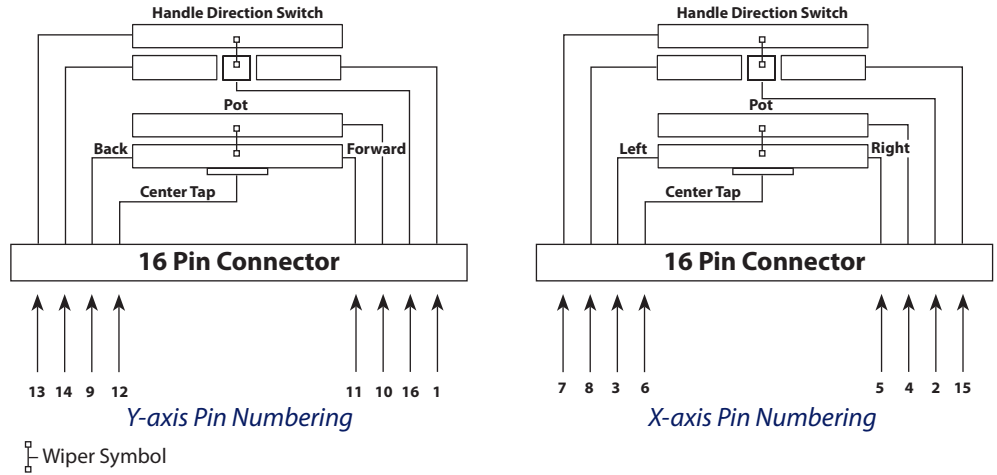 Handle Direction Switch
Pot
Back
Forward
Center Tap
16 Pin Connector
13 14 9 12 11 10 16 1
Y-axis Pin Numbering
Handle Direction Switch
Pot
Left
Right
Center Tap
16 Pin Connector
7 8 3 6 5 4 2 15
X-axis Pin Numbering
Wiper Symbol